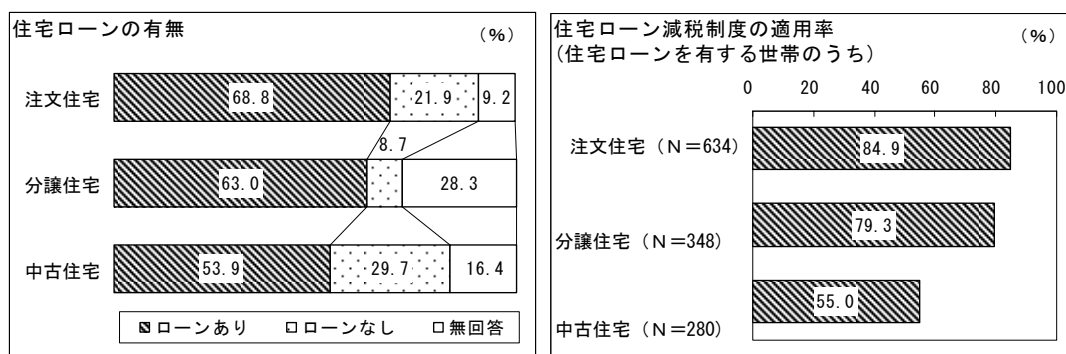 住宅ローンの有無
(%)
注文住宅
68.8
21.9
9.2
8.7
分譲住宅
63.0
28.3
中古住宅
53.9
29.7
16.4
ローンあり
ローンなし
無回答
住宅ローン減税制度の適用率
(%)
(住宅ローンを有する世帯のうち)
0 20 40 60 80 100
注文住宅(N=634)
84.9
分譲住宅(N=348)
79.3
中古住宅(N=280)
55.0